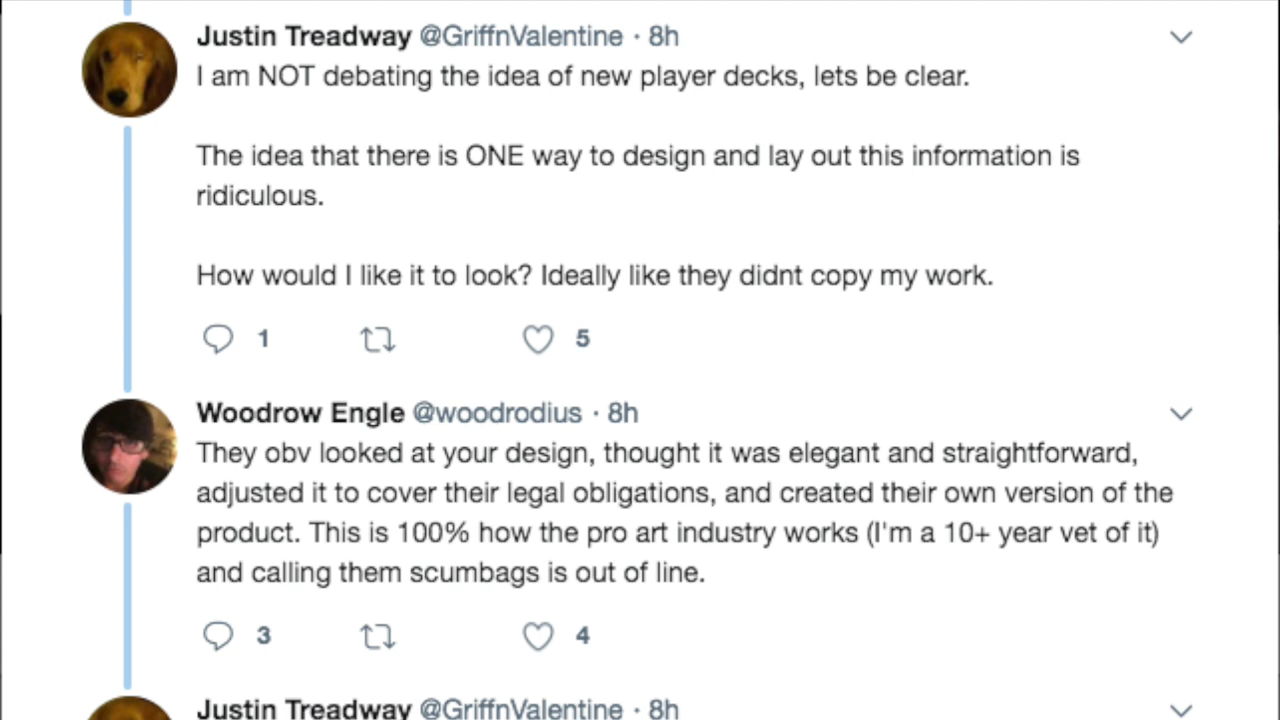 Justin Treadway @GriffnValentine · 8h
I am NOT debating the idea of new player decks, lets be clear.
The idea that there is ONE way to design and lay out this information is
ridiculous.
How would I like it to look? Ideally like they didnt copy my work.
1 5
Woodrow Engle @woodrodius · 8h
They obv looked at your design, thought it was elegant and straightforward,
adjusted it to cover their legal obligations, and created their own version of the
product. This is 100% how the pro art industry works (I'm a 10+ year vet of it)
and calling them scumbags is out of line.
3 4
Justin Treadway @GriffnValentine · 8h